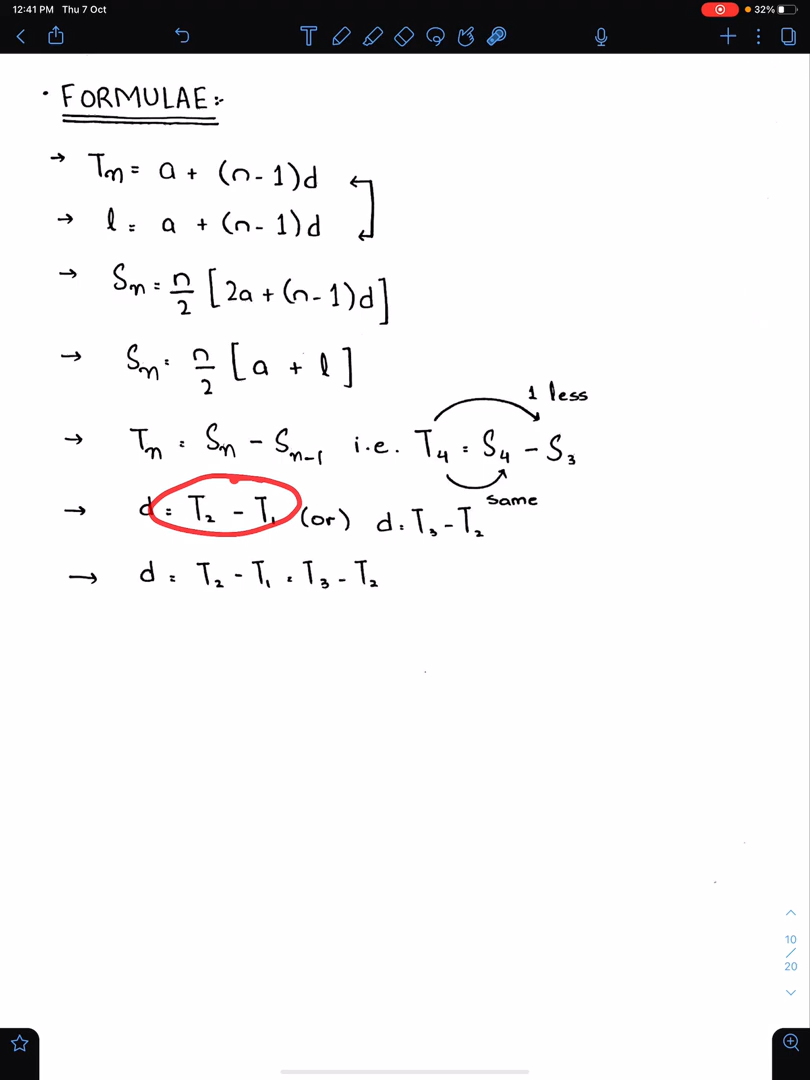 12:41 PM Thu 7 Oct
32%
• FORMULAE :-
→ Tn = a + (n - 1)d
→ l = a + (n - 1)d
→ Sn = n/2 [2a + (n - 1)d]
→ Sn = n/2 [a + l]
1 less
→ Tn = Sn - Sn-1 i.e. T4 = S4 - S3
same
→ d = T2 - T1 (or) d = T3 - T2
→ d = T2 - T1 = T3 - T2
10
/
20